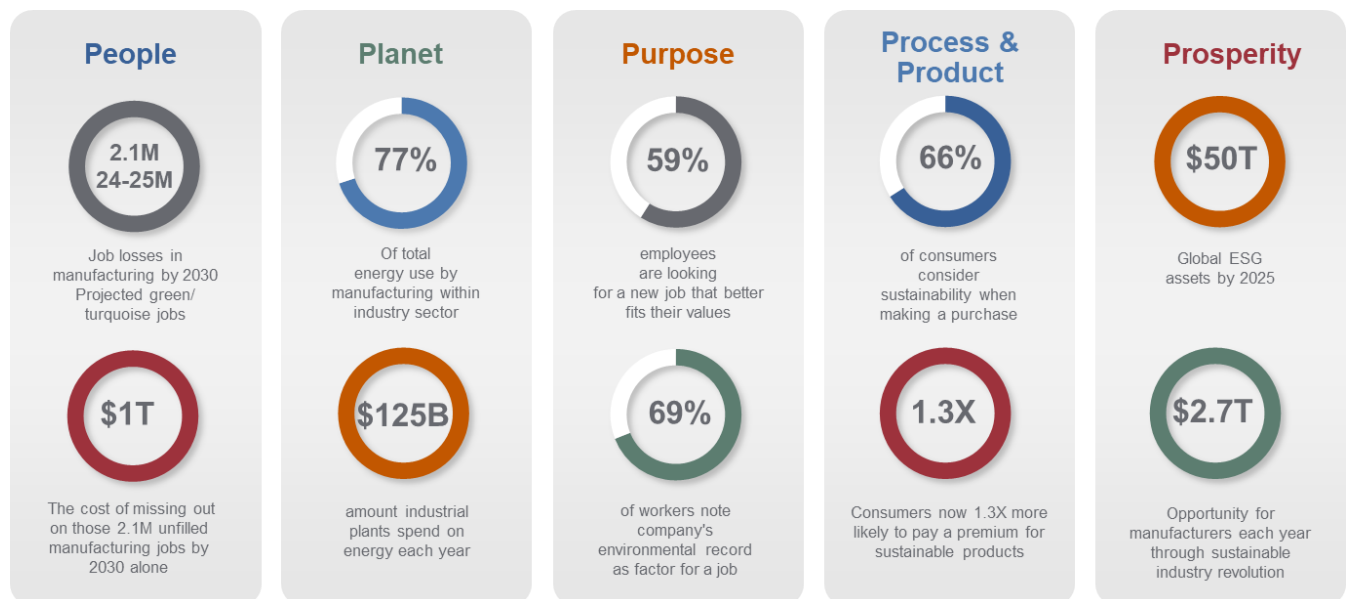 People
2.1M
24-25M
Job losses in
manufacturing by 2030
Projected green/
turquoise jobs
$1T
The cost of missing out
on those 2.1M unfilled
manufacturing jobs by
2030 alone
Planet
77%
Of total
energy use by
manufacturing within
industry sector
$125B
amount industrial
plants spend on
energy each year
Purpose
59%
employees
are looking
for a new job that better
fits their values
69%
of workers note
company's
environmental record
as factor for a job
Process &
Product
66%
of consumers
consider
sustainability when
making a purchase
1.3X
Consumers now 1.3X more
likely to pay a premium for
sustainable products
Prosperity
$50T
Global ESG
assets by 2025
$2.7T
Opportunity for
manufacturers each year
through sustainable
industry revolution